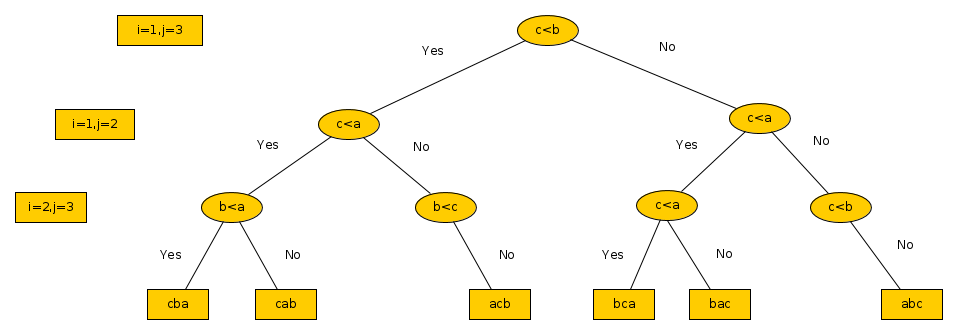 i=1,j=3
c<b
Yes
No
i=1,j=2
c<a
c<a
Yes
No
Yes
No
i=2,j=3
b<a
b<c
c<a
c<b
Yes
No
No
Yes
No
No
cba
cab
acb
bca
bac
abc